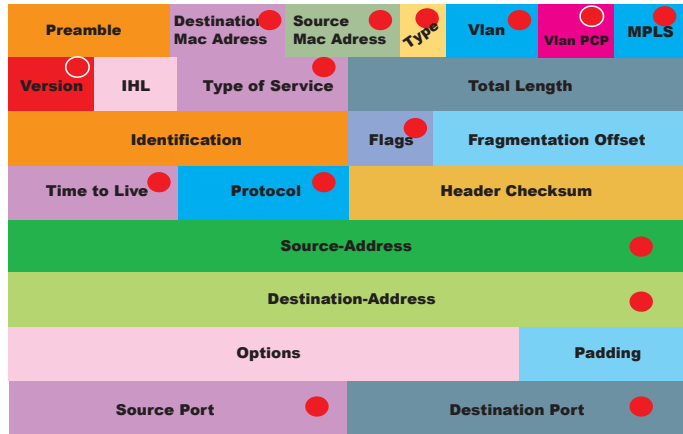 Preamble
Destination
Mac Adress
Source
Mac Adress
Type
Vlan
Vlan PCP
MPLS
Version
IHL
Type of Service
Total Length
Identification
Flags
Fragmentation Offset
Time to Live
Protocol
Header Checksum
Source-Address
Destination-Address
Options
Padding
Source Port
Destination Port